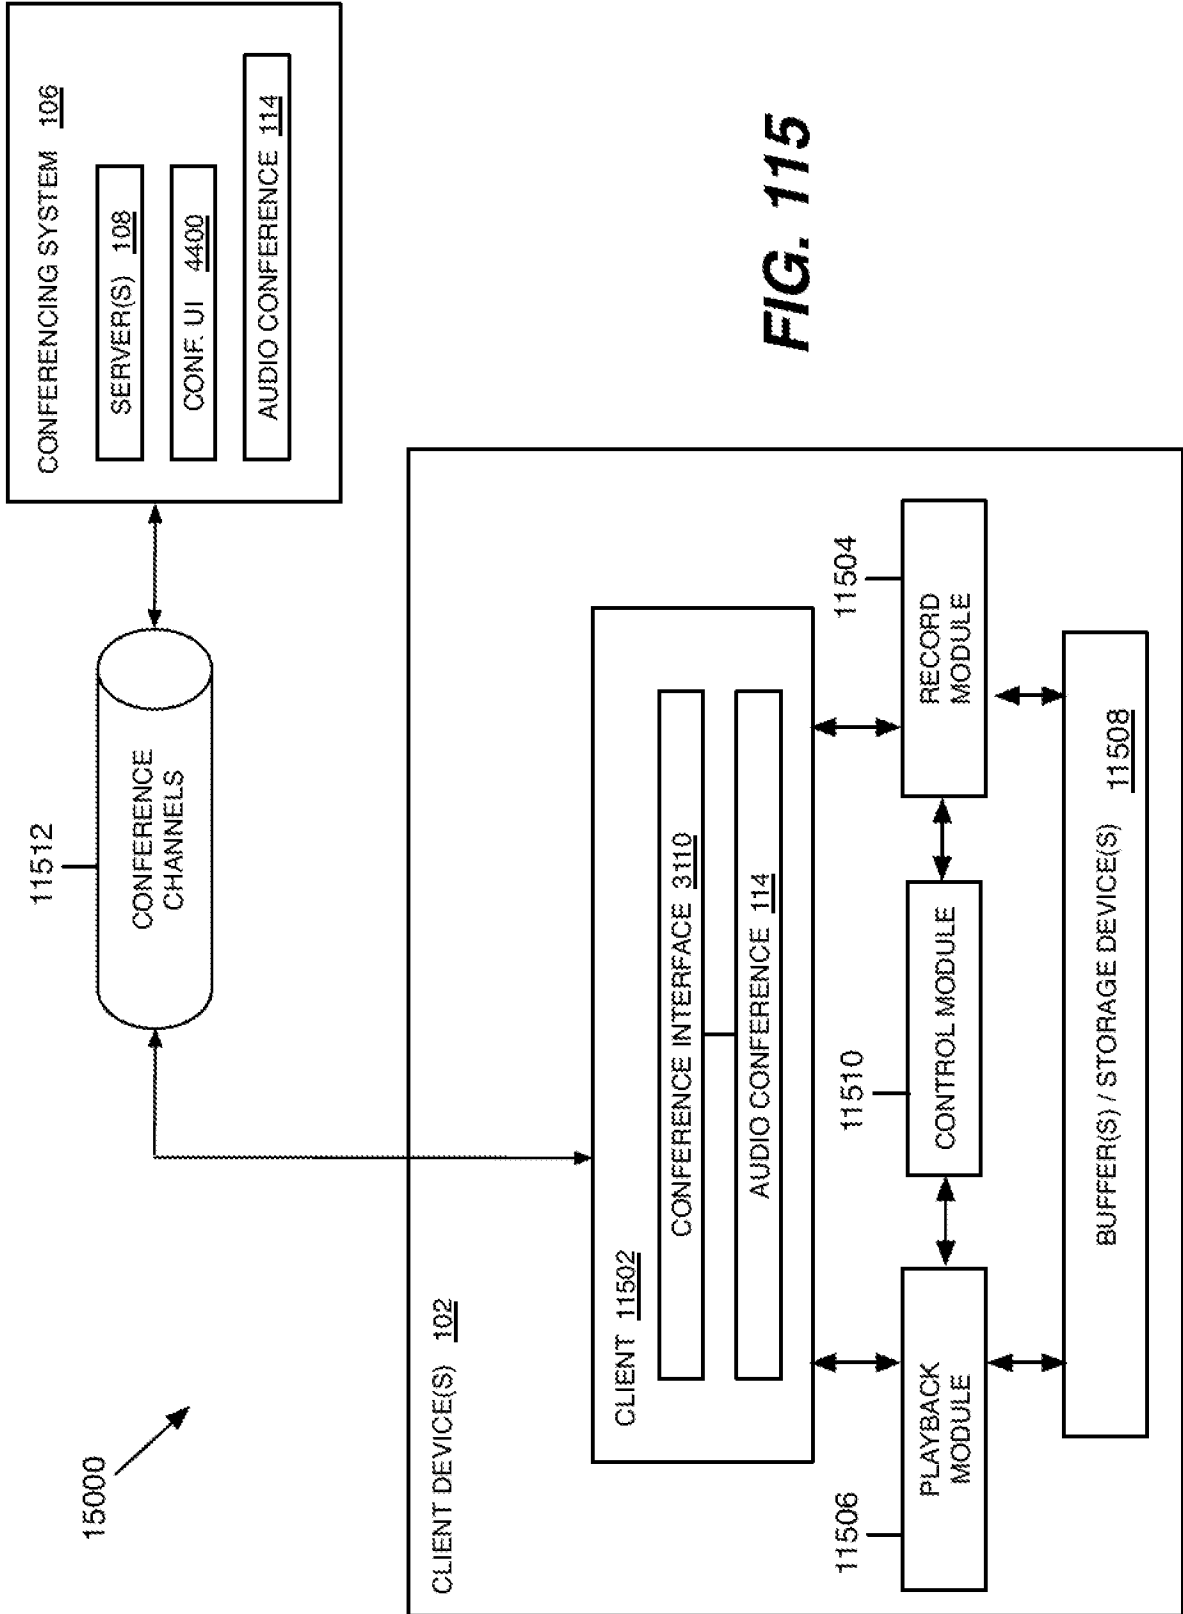 15000
11512
CONFERENCE
CHANNELS
CONFERENCING SYSTEM 106
SERVER(S) 108
CONF. UI 4400
AUDIO CONFERENCE 114
CLIENT DEVICE(S) 102
CLIENT 11502
CONFERENCE INTERFACE 3110
AUDIO CONFERENCE 114
11506
PLAYBACK
MODULE
11510
CONTROL MODULE
11504
RECORD
MODULE
BUFFER(S) / STORAGE DEVICE(S) 11508
FIG. 115